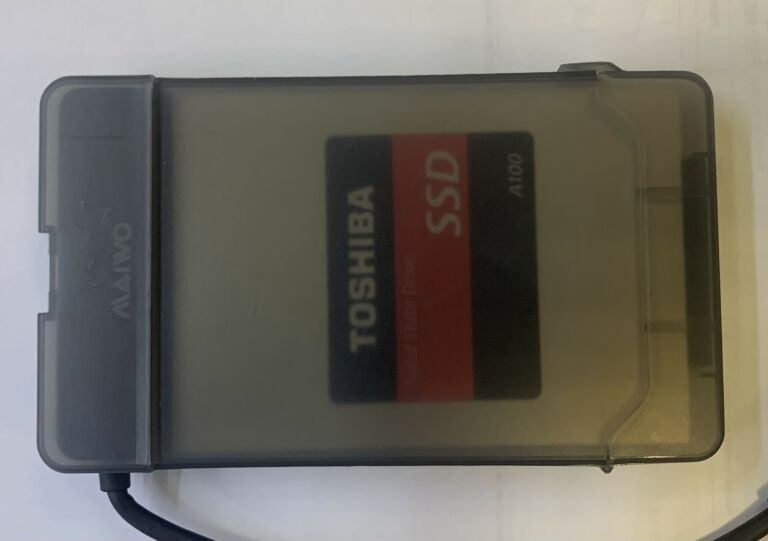 MAIWO
TOSHIBA
Solid State Drive
SSD
A100